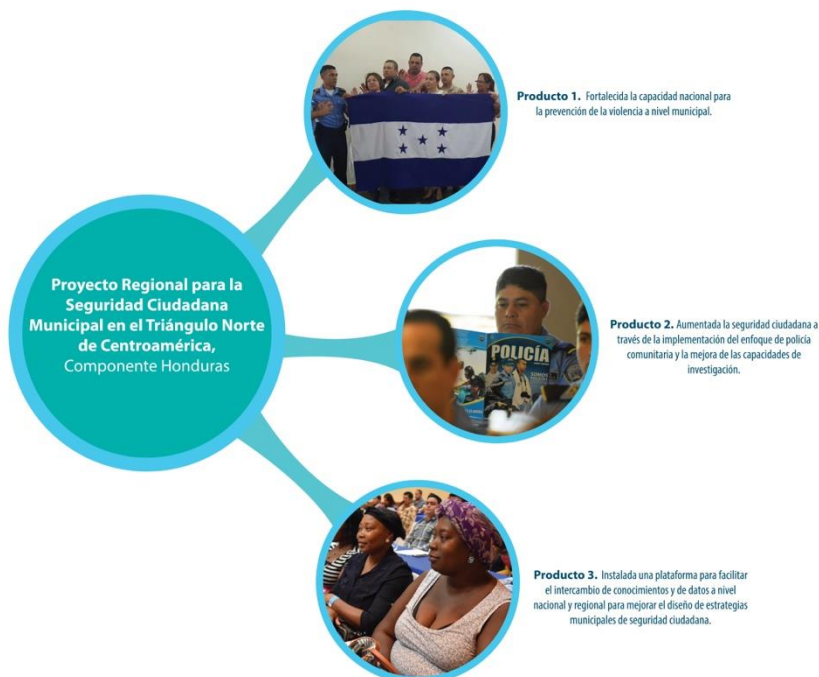 Producto 1. Fortalecida la capacidad nacional para
la prevención de la violencia a nivel municipal.
Proyecto Regional para la
Seguridad Ciudadana
Municipal en el Triángulo Norte
de Centroamérica,
Componente Honduras
POLICÍA
SOMOS
Producto 2. Aumentada la seguridad ciudadana a
través de la implementación del enfoque de policía
comunitaria y la mejora de las capacidades de
investigación.
Producto 3. Instalada una plataforma para facilitar
el intercambio de conocimientos y de datos a nivel
nacional y regional para mejorar el diseño de estrategias
municipales de seguridad ciudadana.